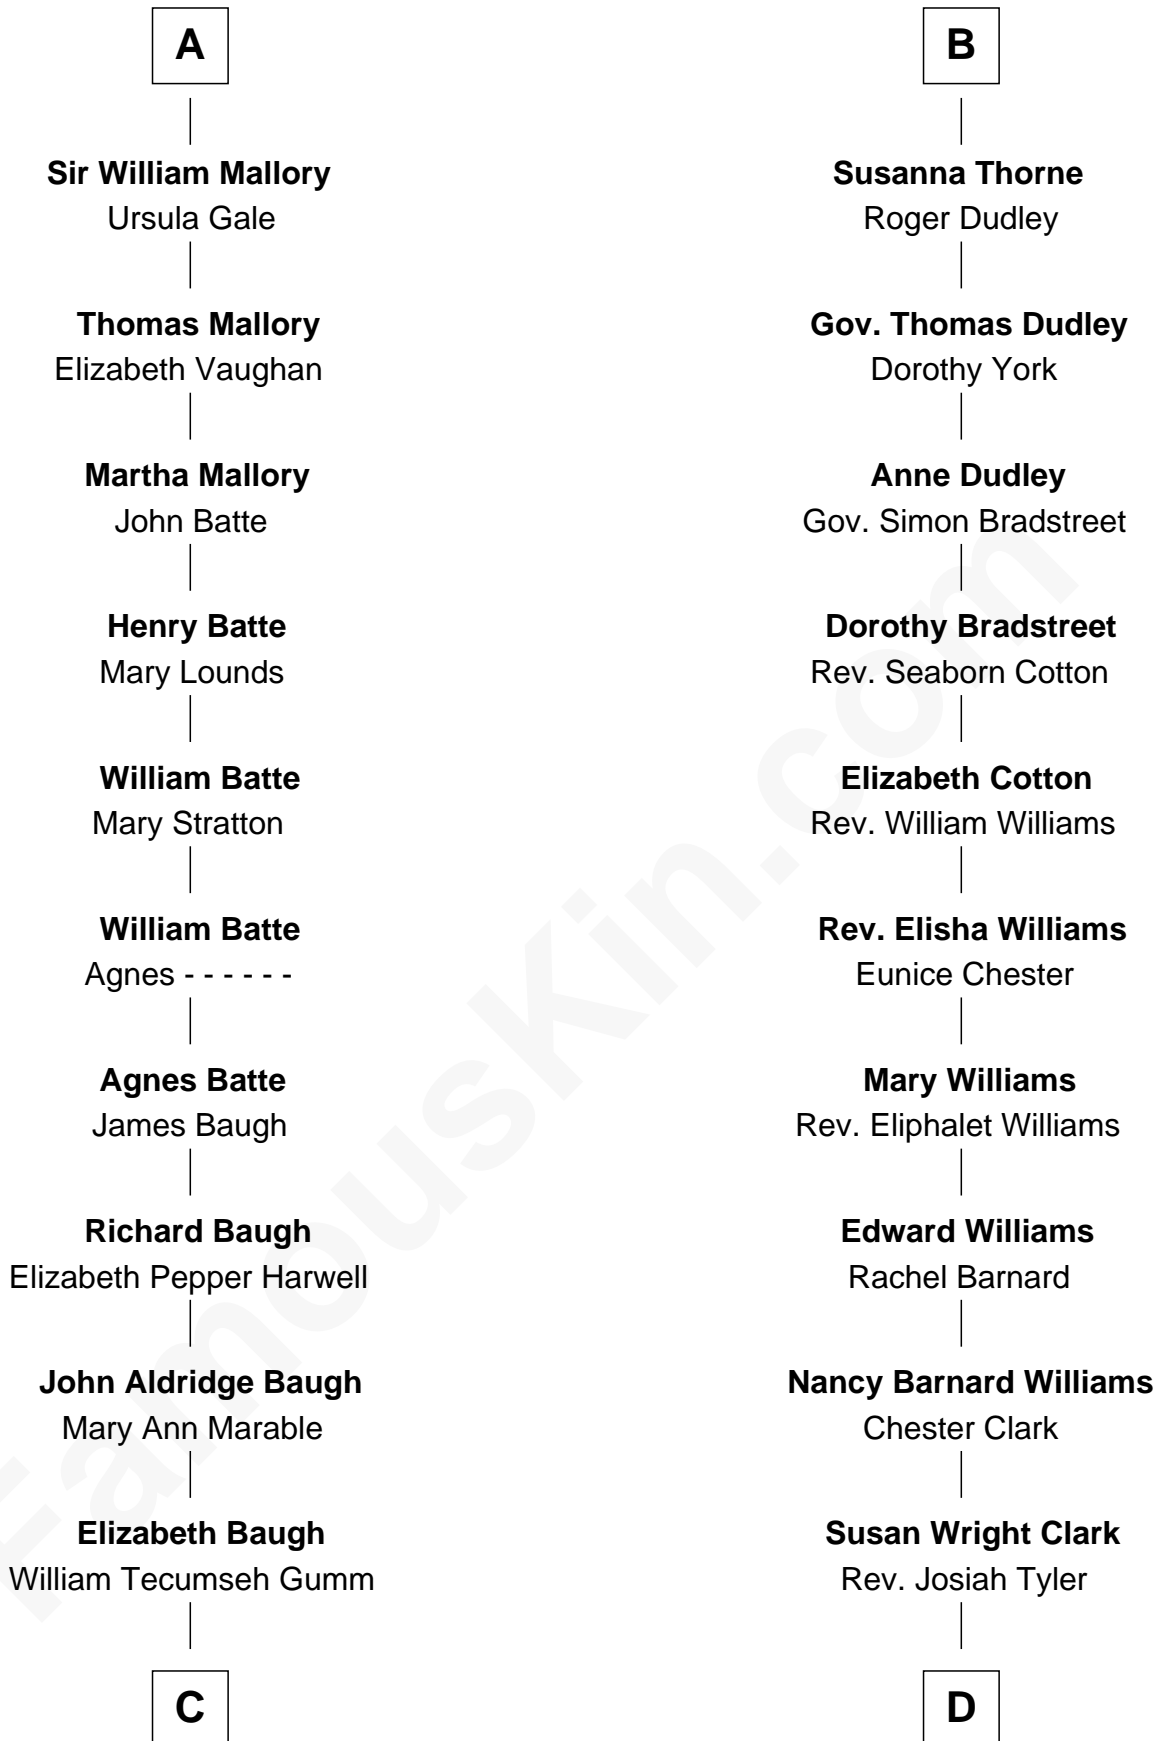 A
Sir William Mallory
Ursula Gale
Thomas Mallory
Elizabeth Vaughan
Martha Mallory
John Batte
Henry Batte
Mary Lounds
William Batte
Mary Stratton
William Batte
Agnes - - - - - -
Agnes Batte
James Baugh
Richard Baugh
Elizabeth Pepper Harwell
John Aldridge Baugh
Mary Ann Marable
Elizabeth Baugh
William Tecumseh Gumm
C
B
Susanna Thorne
Roger Dudley
Gov. Thomas Dudley
Dorothy York
Anne Dudley
Gov. Simon Bradstreet
Dorothy Bradstreet
Rev. Seaborn Cotton
Elizabeth Cotton
Rev. William Williams
Rev. Elisha Williams
Eunice Chester
Mary Williams
Rev. Eliphalet Williams
Edward Williams
Rachel Barnard
Nancy Barnard Williams
Chester Clark
Susan Wright Clark
Rev. Josiah Tyler
D
FamousKin.com